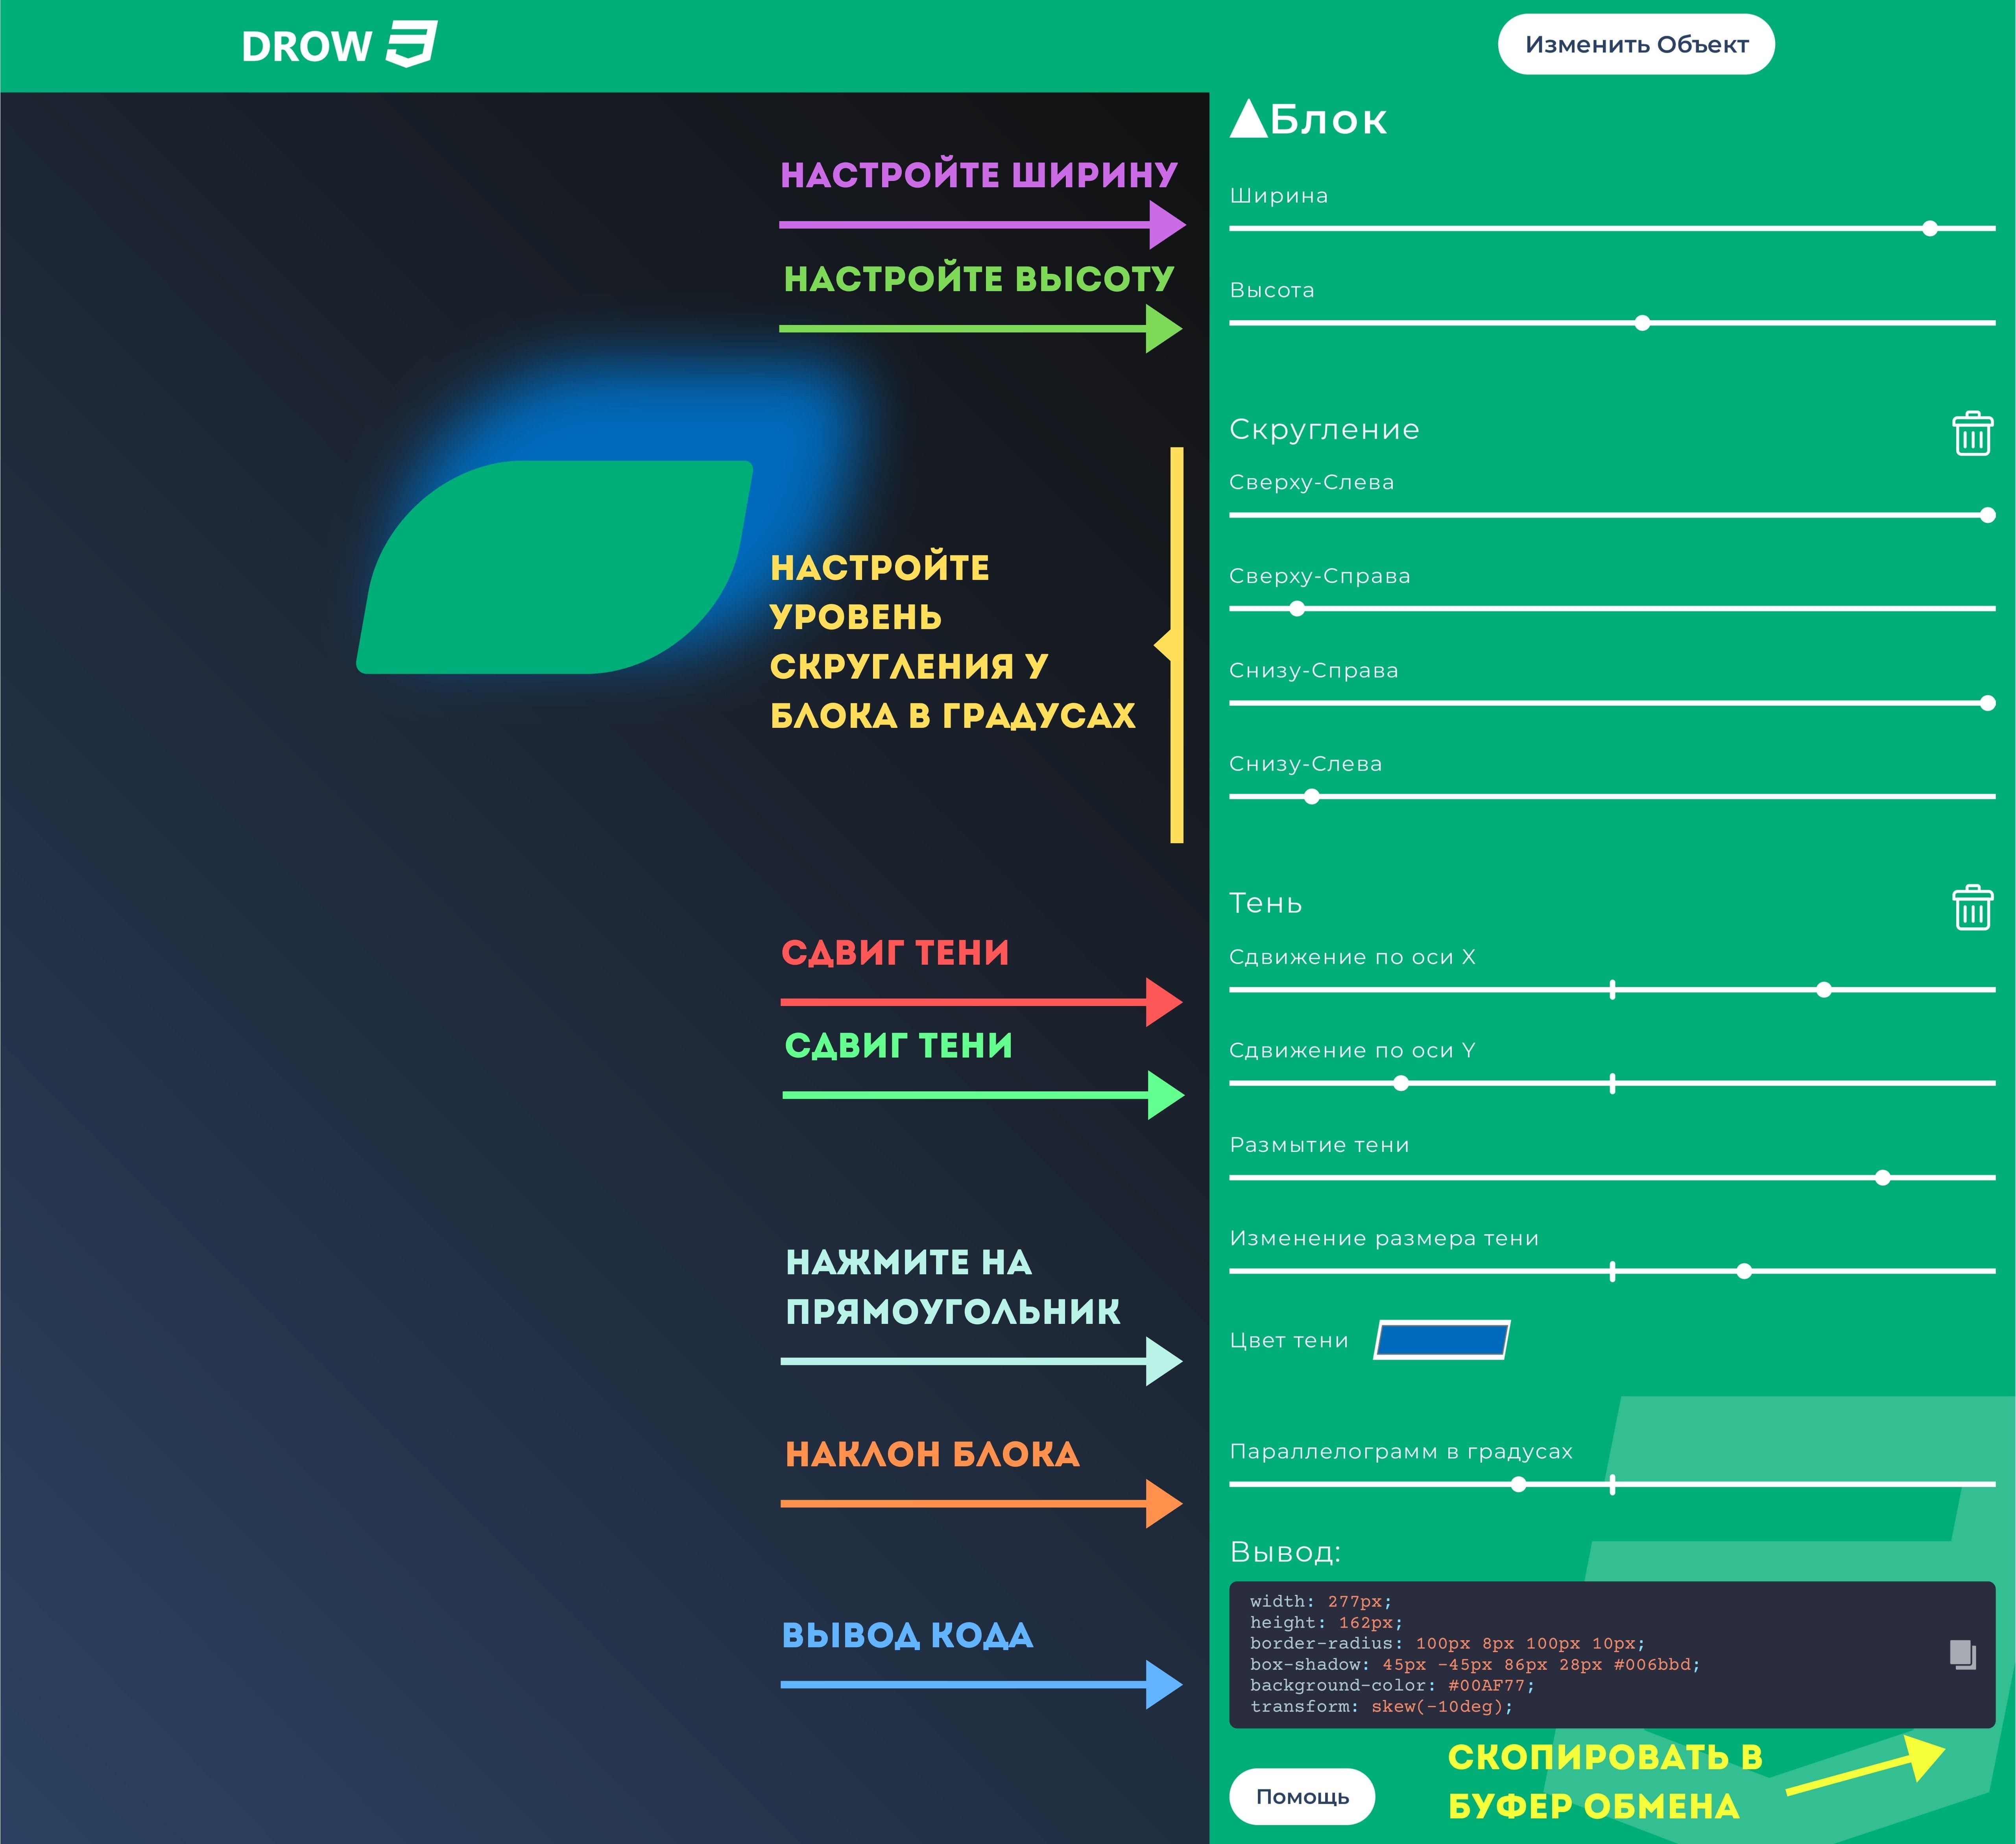 DROW
Изменить Объект
Блок
НАСТРОЙТЕ ШИРИНУ
Ширина
НАСТРОЙТЕ ВЫСОТУ
Высота
Скругление
Сверху-Слева
НАСТРОЙТЕ
УРОВЕНЬ
СКРУГЛЕНИЯ У
БЛОКА В ГРАДУСАХ
Сверху-Справа
Снизу-Справа
Снизу-Слева
Тень
СДВИГ ТЕНИ
Сдвижение по оси X
СДВИГ ТЕНИ
Сдвижение по оси Y
Размытие тени
Изменение размера тени
НАЖМИТЕ НА
ПРЯМОУГОЛЬНИК
Цвет тени
НАКЛОН БЛОКА
Параллелограмм в градусах
Вывод:
ВЫВОД КОДА
width: 277px;
height: 162px;
border-radius: 100px 8px 100px 10px;
box-shadow: 45px -45px 86px 28px #006bbd;
background-color: #00AF77;
transform: skew(-10deg);
СКОПИРОВАТЬ В
БУФЕР ОБМЕНА
Помощь